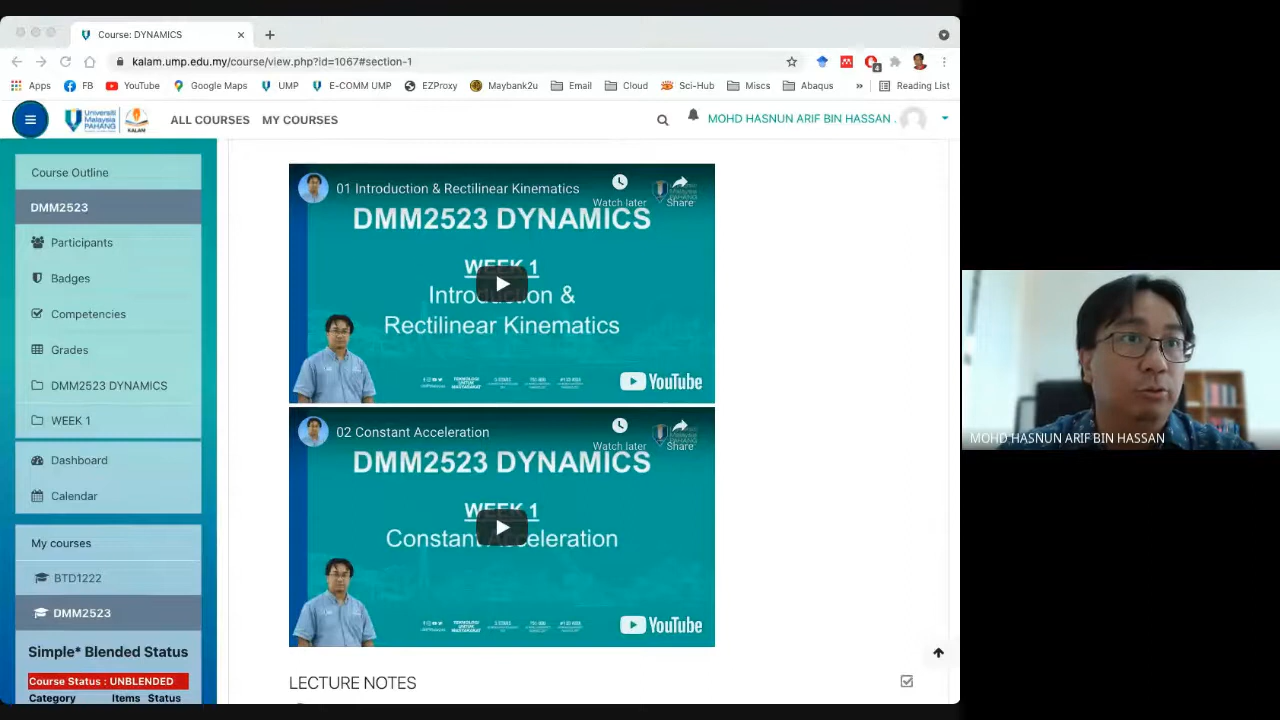 Course: DYNAMICS
kalam.ump.edu.my/course/view.php?id=1067#section-1
4
Apps
FB
YouTube
Google Maps
UMP
E-COMM UMP
EZProxy
Maybank2u
Email
Cloud
Sci-Hub
Miscs
Abaqus
»
Reading List
Universiti
Malaysia
PAHANG
KALAM
ALL COURSES
MY COURSES
MOHD HASNUN ARIF BIN HASSAN .
Course Outline
DMM2523
Participants
Badges
Competencies
Grades
DMM2523 DYNAMICS
WEEK 1
Dashboard
Calendar
My courses
BTD1222
DMM2523
Simple* Blended Status
Course Status : UNBLENDED
Category Items Status
01 Introduction & Rectilinear Kinematics
Watch later
Share
DMM2523 DYNAMICS
WEEK 1
Introduction &
Rectilinear Kinematics
YouTube
02 Constant Acceleration
Watch later
Share
DMM2523 DYNAMICS
WEEK 1
Constant Acceleration
YouTube
LECTURE NOTES
MOHD HASNUN ARIF BIN HASSAN